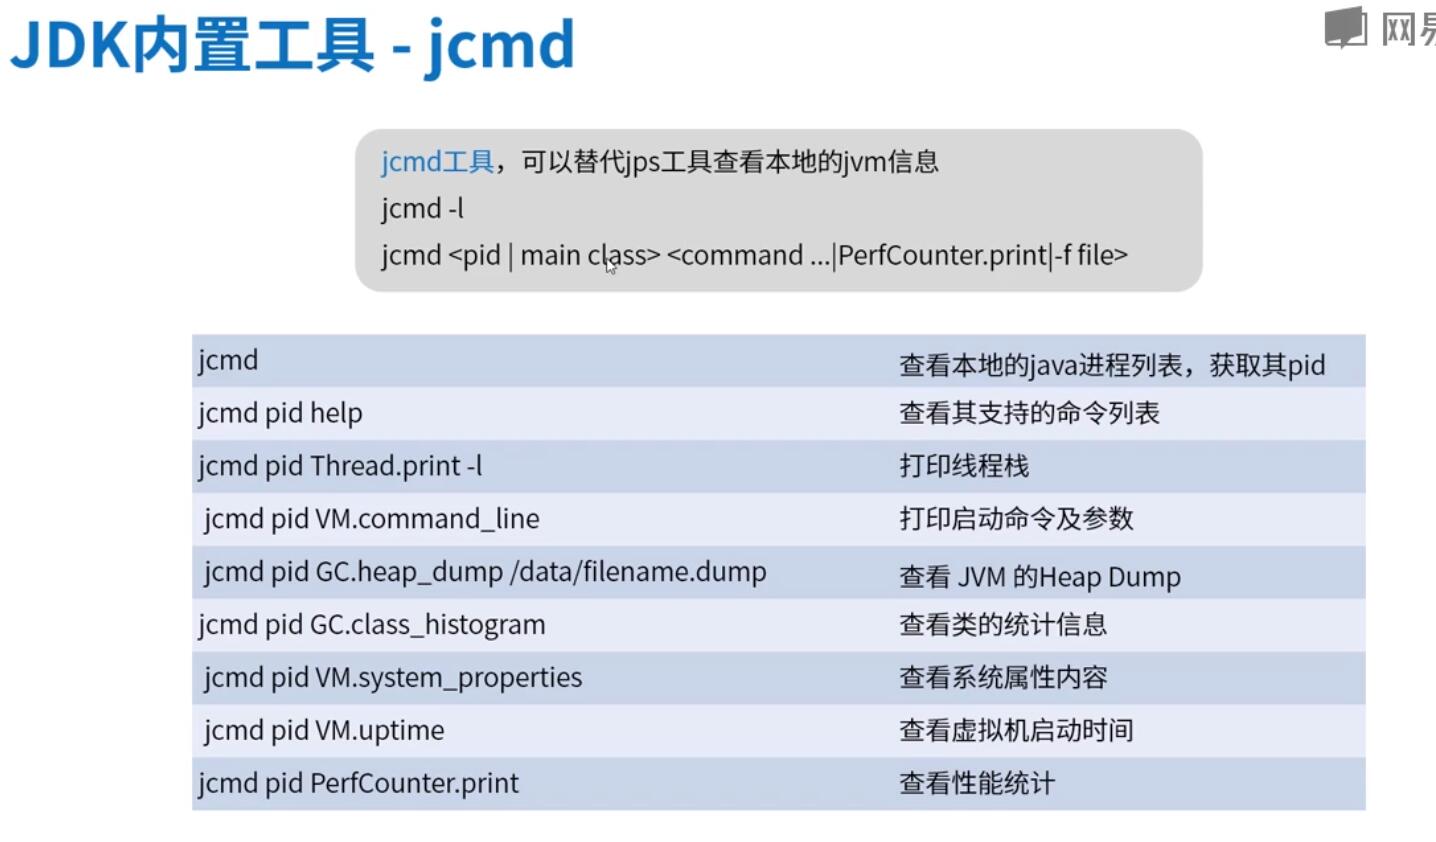 JDK内置工具 - jcmd
网易
jcmd工具，可以替代jps工具查看本地的jvm信息
jcmd -l
jcmd <pid | main class> <command ...|PerfCounter.print|-f file>
jcmd 查看本地的java进程列表，获取其pid
jcmd pid help 查看其支持的命令列表
jcmd pid Thread.print -l 打印线程栈
jcmd pid VM.command_line 打印启动命令及参数
jcmd pid GC.heap_dump /data/filename.dump 查看 JVM 的Heap Dump
jcmd pid GC.class_histogram 查看类的统计信息
jcmd pid VM.system_properties 查看系统属性内容
jcmd pid VM.uptime 查看虚拟机启动时间
jcmd pid PerfCounter.print 查看性能统计